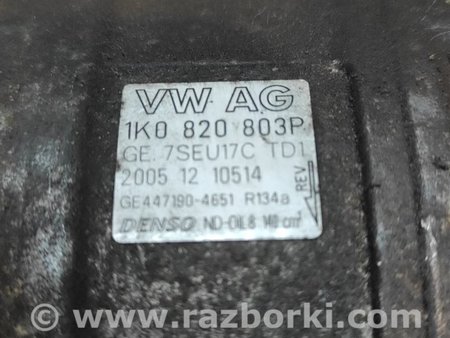 VW AG
1K0 820 803P
GE. 7SEU17C TD1
2005 12 10514
REV
GE447190-4651 R134a
DENSO ND-OIL8 140 cm³
© www.razborki.com